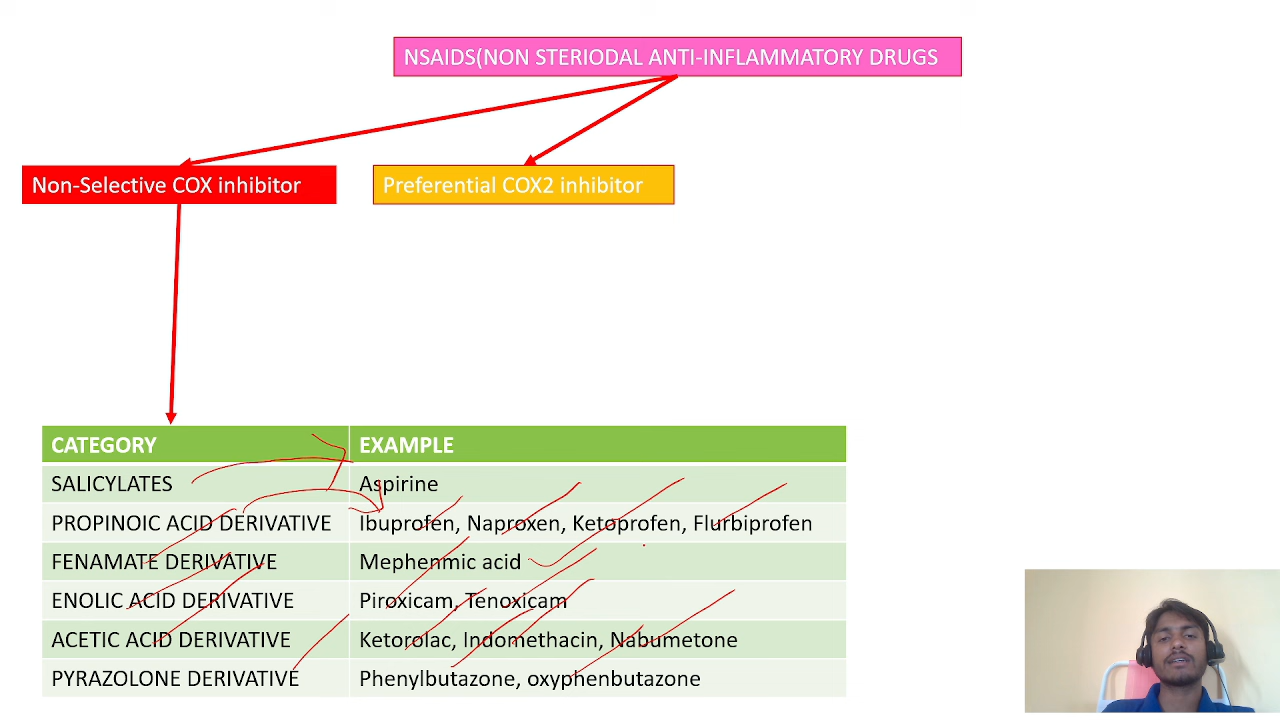 NSAIDS(NON STERIODAL ANTI-INFLAMMATORY DRUGS
Non-Selective COX inhibitor
Preferential COX2 inhibitor
CATEGORY EXAMPLE
SALICYLATES Aspirine
PROPINOIC ACID DERIVATIVE Ibuprofen, Naproxen, Ketoprofen, Flurbiprofen
FENAMATE DERIVATIVE Mephenmic acid
ENOLIC ACID DERIVATIVE Piroxicam, Tenoxicam
ACETIC ACID DERIVATIVE Ketorolac, Indomethacin, Nabumetone
PYRAZOLONE DERIVATIVE Phenylbutazone, oxyphenbutazone